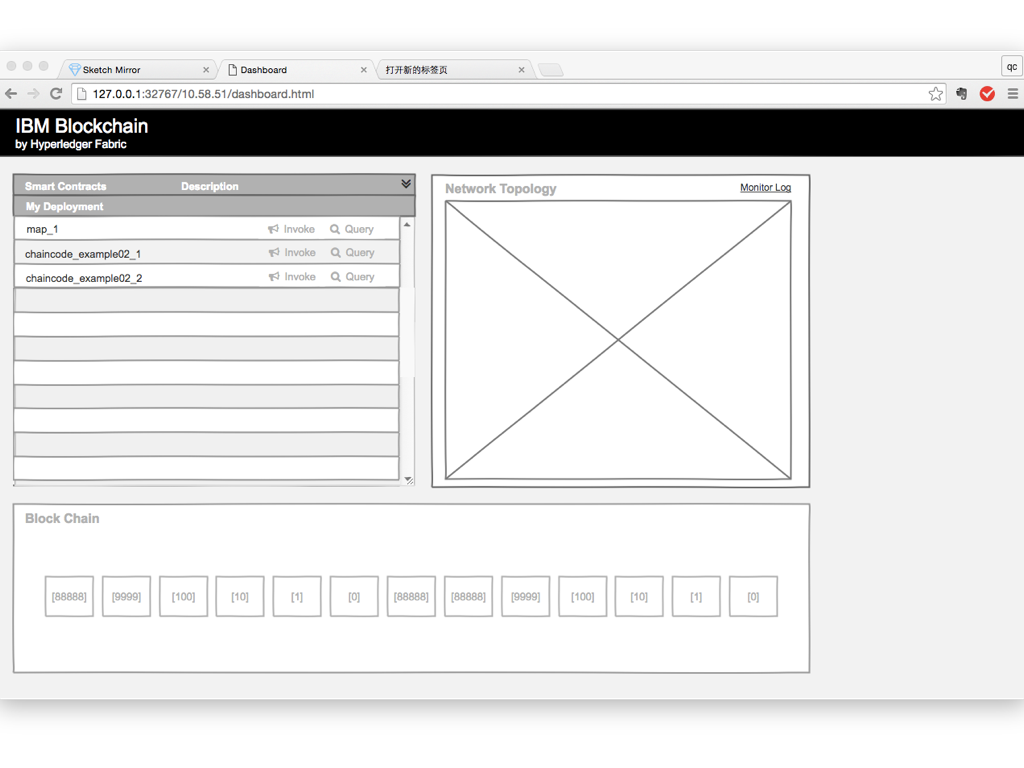 Sketch Mirror
Dashboard
打开新的标签页
qc
127.0.0.1:32767/10.58.51/dashboard.html
IBM Blockchain
by Hyperledger Fabric
Smart Contracts Description
My Deployment
map_1 Invoke Query
chaincode_example02_1 Invoke Query
chaincode_example02_2 Invoke Query
Network Topology Monitor Log
Block Chain
[88888] [9999] [100] [10] [1] [0] [88888] [88888] [9999] [100] [10] [1] [0]